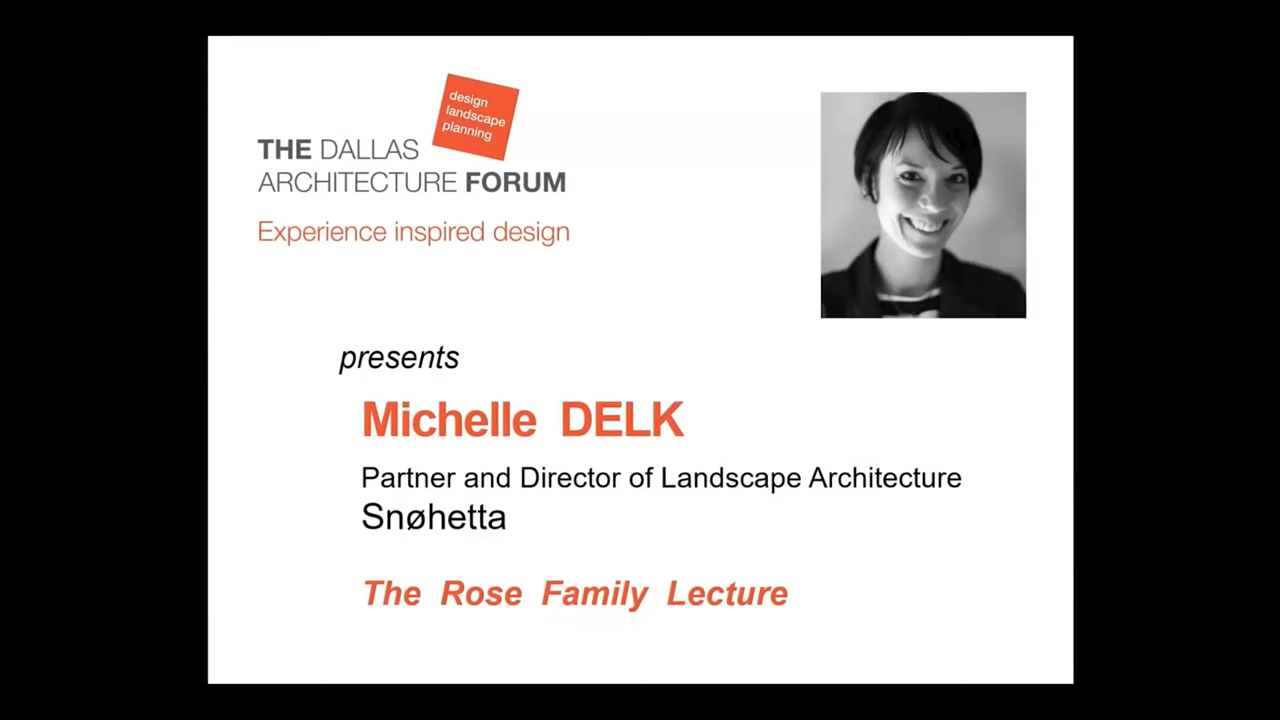 design
landscape
planning
THE DALLAS
ARCHITECTURE FORUM
Experience inspired design
presents
Michelle DELK
Partner and Director of Landscape Architecture
Snøhetta
The Rose Family Lecture